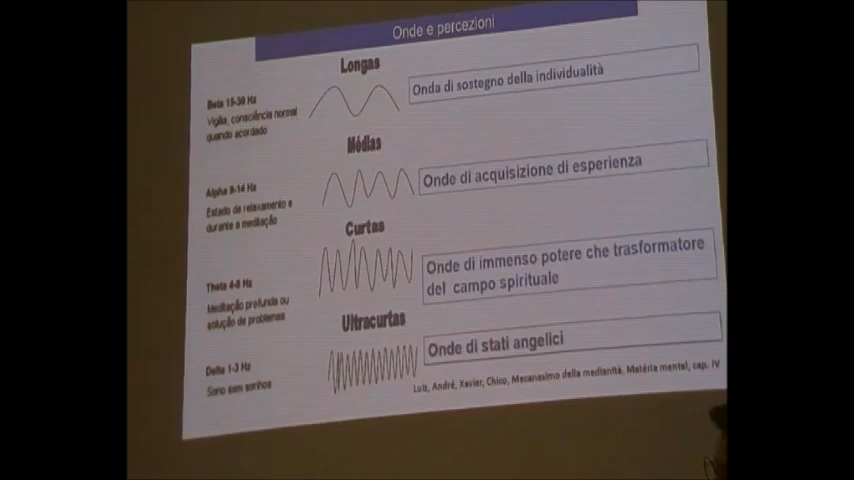 Onde e percezioni
Longas
Beta 15-30 Hz
Vigília, consciência normal
quando acordado
Onda di sostegno della individualità
Médias
Alpha 9-14 Hz
Estado de relaxamento e
durante a meditação
Onde di acquisizione di esperienza
Curtas
Theta 4-8 Hz
Meditação profunda ou
solução de problemas
Onde di immenso potere che trasformatore
del campo spirituale
Ultracurtas
Delta 1-3 Hz
Sono sem sonhos
Onde di stati angelici
Luiz, André, Xavier, Chico, Mecanesimo della medianità. Matéria mental, cap. IV